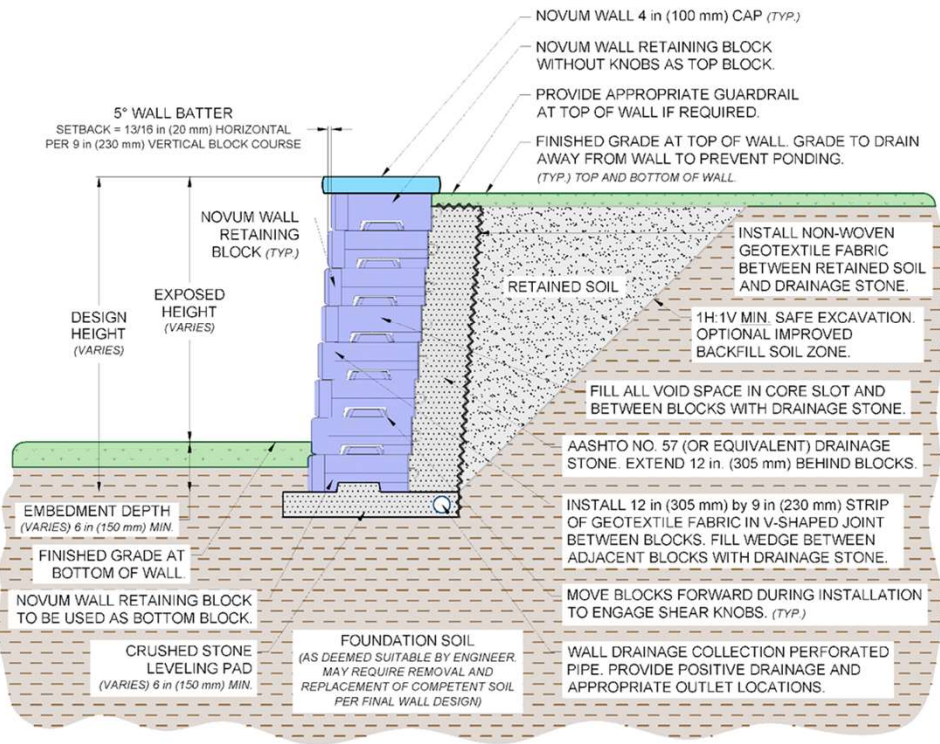 NOVUM WALL 4 in (100 mm) CAP (TYP.)
NOVUM WALL RETAINING BLOCK
WITHOUT KNOBS AS TOP BLOCK.
PROVIDE APPROPRIATE GUARDRAIL
AT TOP OF WALL IF REQUIRED.
FINISHED GRADE AT TOP OF WALL. GRADE TO DRAIN
AWAY FROM WALL TO PREVENT PONDING.
(TYP.) TOP AND BOTTOM OF WALL.
5° WALL BATTER
SETBACK = 13/16 in (20 mm) HORIZONTAL
PER 9 in (230 mm) VERTICAL BLOCK COURSE
NOVUM WALL
RETAINING
BLOCK (TYP.)
DESIGN
HEIGHT
(VARIES)
EXPOSED
HEIGHT
(VARIES)
RETAINED SOIL
INSTALL NON-WOVEN
GEOTEXTILE FABRIC
BETWEEN RETAINED SOIL
AND DRAINAGE STONE.
1H:1V MIN. SAFE EXCAVATION.
OPTIONAL IMPROVED
BACKFILL SOIL ZONE.
FILL ALL VOID SPACE IN CORE SLOT AND
BETWEEN BLOCKS WITH DRAINAGE STONE.
AASHTO NO. 57 (OR EQUIVALENT) DRAINAGE
STONE. EXTEND 12 in. (305 mm) BEHIND BLOCKS.
INSTALL 12 in (305 mm) by 9 in (230 mm) STRIP
OF GEOTEXTILE FABRIC IN V-SHAPED JOINT
BETWEEN BLOCKS. FILL WEDGE BETWEEN
ADJACENT BLOCKS WITH DRAINAGE STONE.
MOVE BLOCKS FORWARD DURING INSTALLATION
TO ENGAGE SHEAR KNOBS. (TYP.)
WALL DRAINAGE COLLECTION PERFORATED
PIPE. PROVIDE POSITIVE DRAINAGE AND
APPROPRIATE OUTLET LOCATIONS.
EMBEDMENT DEPTH
(VARIES) 6 in (150 mm) MIN.
FINISHED GRADE AT
BOTTOM OF WALL.
NOVUM WALL RETAINING BLOCK
TO BE USED AS BOTTOM BLOCK.
CRUSHED STONE
LEVELING PAD
(VARIES) 6 in (150 mm) MIN.
FOUNDATION SOIL
(AS DEEMED SUITABLE BY ENGINEER.
MAY REQUIRE REMOVAL AND
REPLACEMENT OF COMPETENT SOIL
PER FINAL WALL DESIGN)